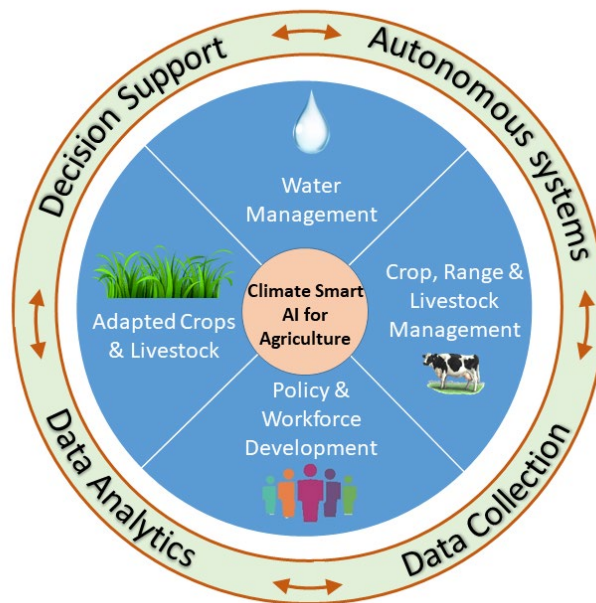 Decision Support
Autonomous systems
Water
Management
Crop, Range &
Livestock
Management
Climate Smart
AI for
Agriculture
Adapted Crops
& Livestock
Policy &
Workforce
Development
Data Analytics
Data Collection